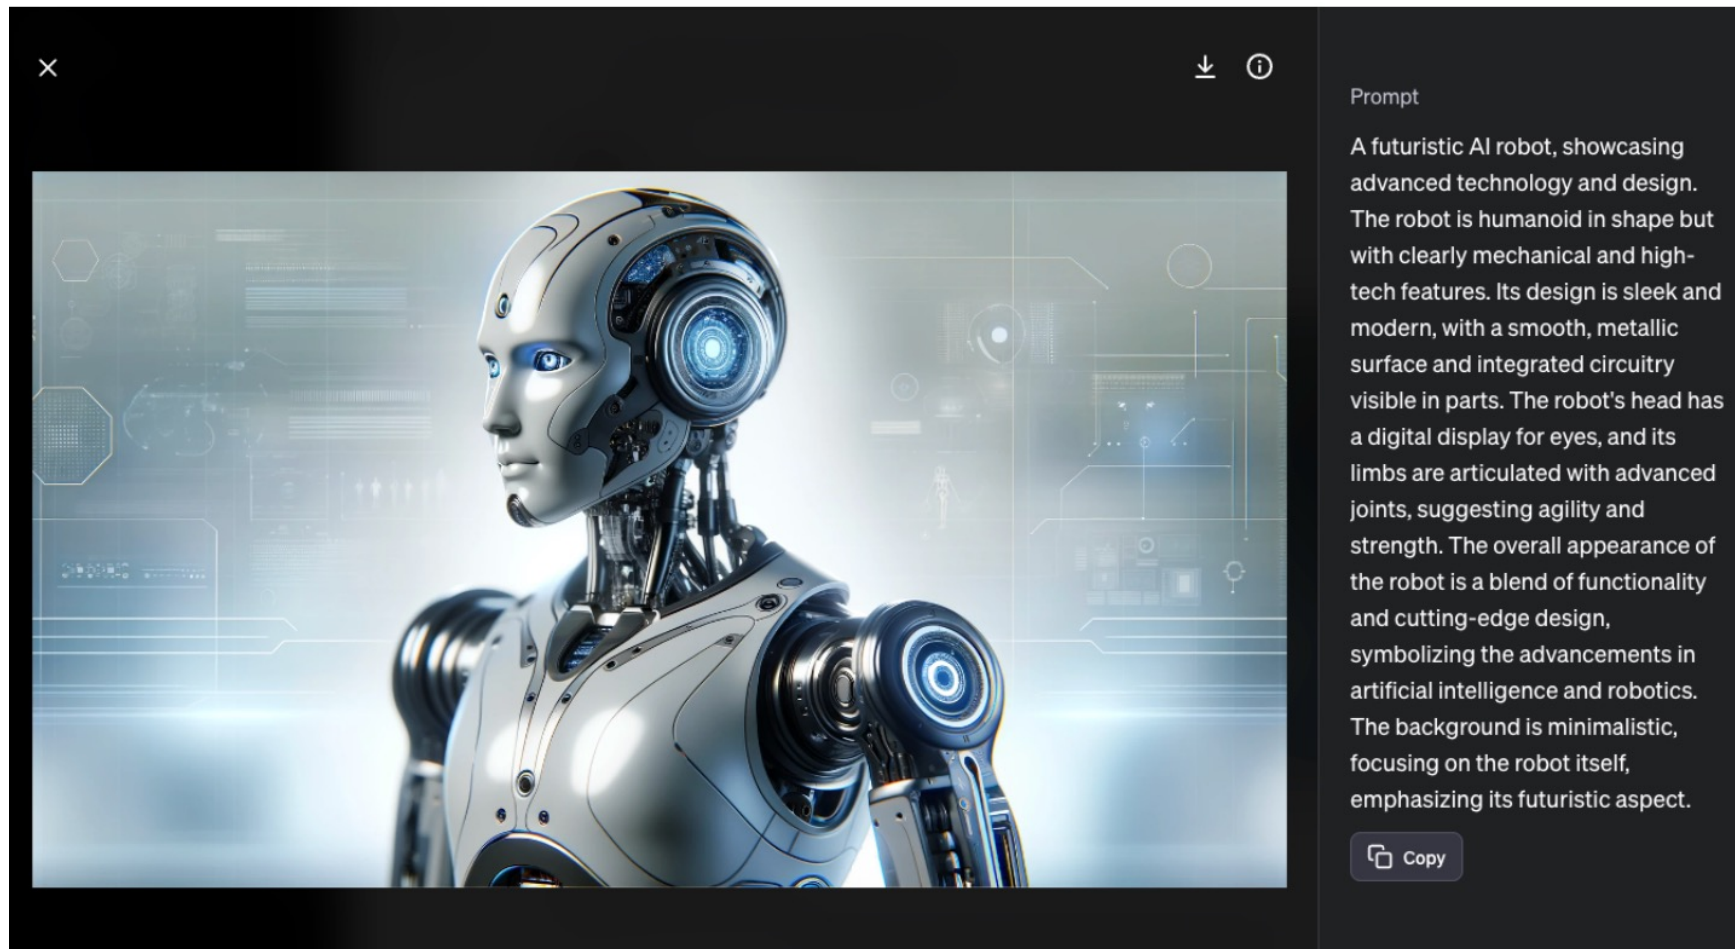 Prompt
A futuristic AI robot, showcasing
advanced technology and design.
The robot is humanoid in shape but
with clearly mechanical and high-
tech features. Its design is sleek and
modern, with a smooth, metallic
surface and integrated circuitry
visible in parts. The robot's head has
a digital display for eyes, and its
limbs are articulated with advanced
joints, suggesting agility and
strength. The overall appearance of
the robot is a blend of functionality
and cutting-edge design,
symbolizing the advancements in
artificial intelligence and robotics.
The background is minimalistic,
focusing on the robot itself,
emphasizing its futuristic aspect.
Copy